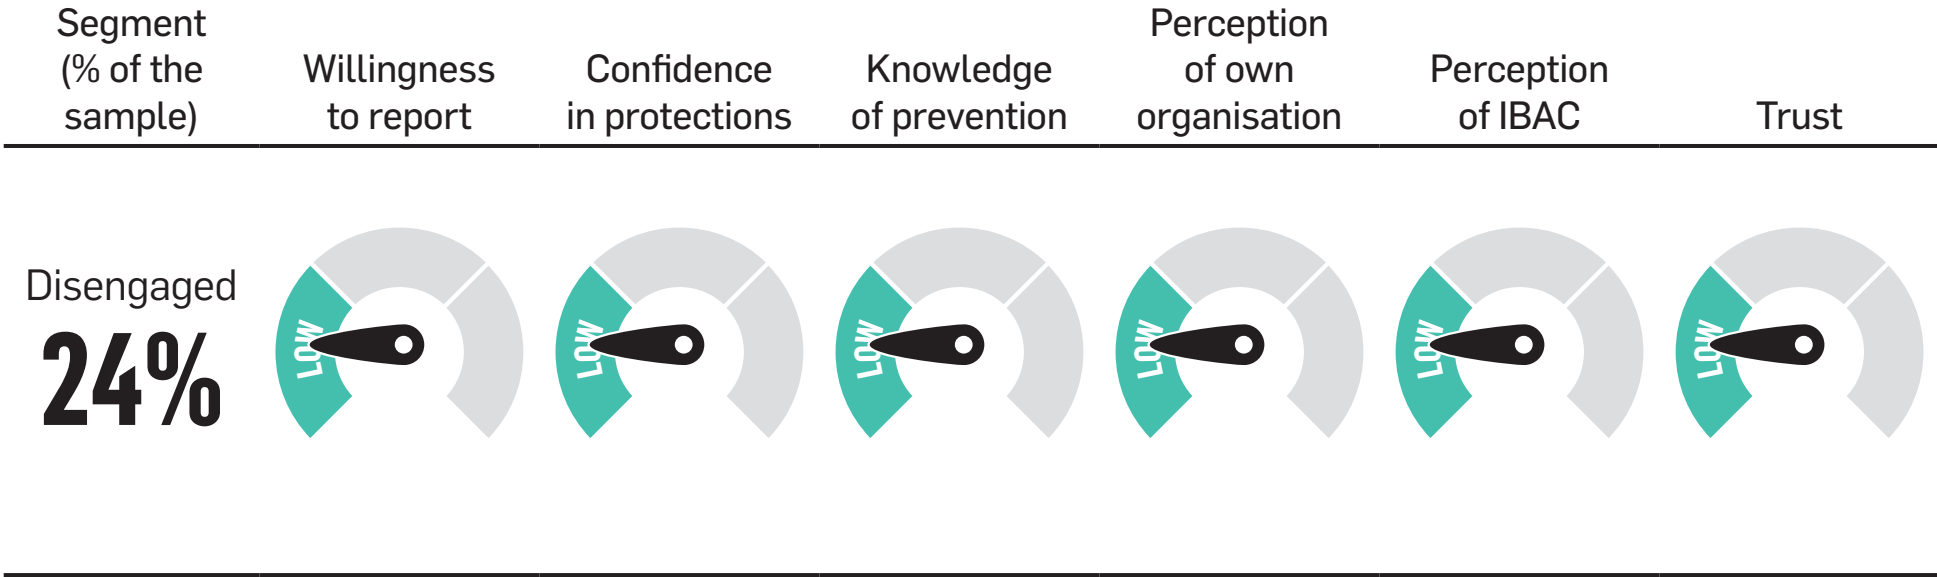 Segment
(% of the
sample)
Willingness
to report
Confidence
in protections
Knowledge
of prevention
Perception
of own
organisation
Perception
of IBAC
Trust
Disengaged
24%
LOW
LOW
LOW
LOW
LOW
LOW